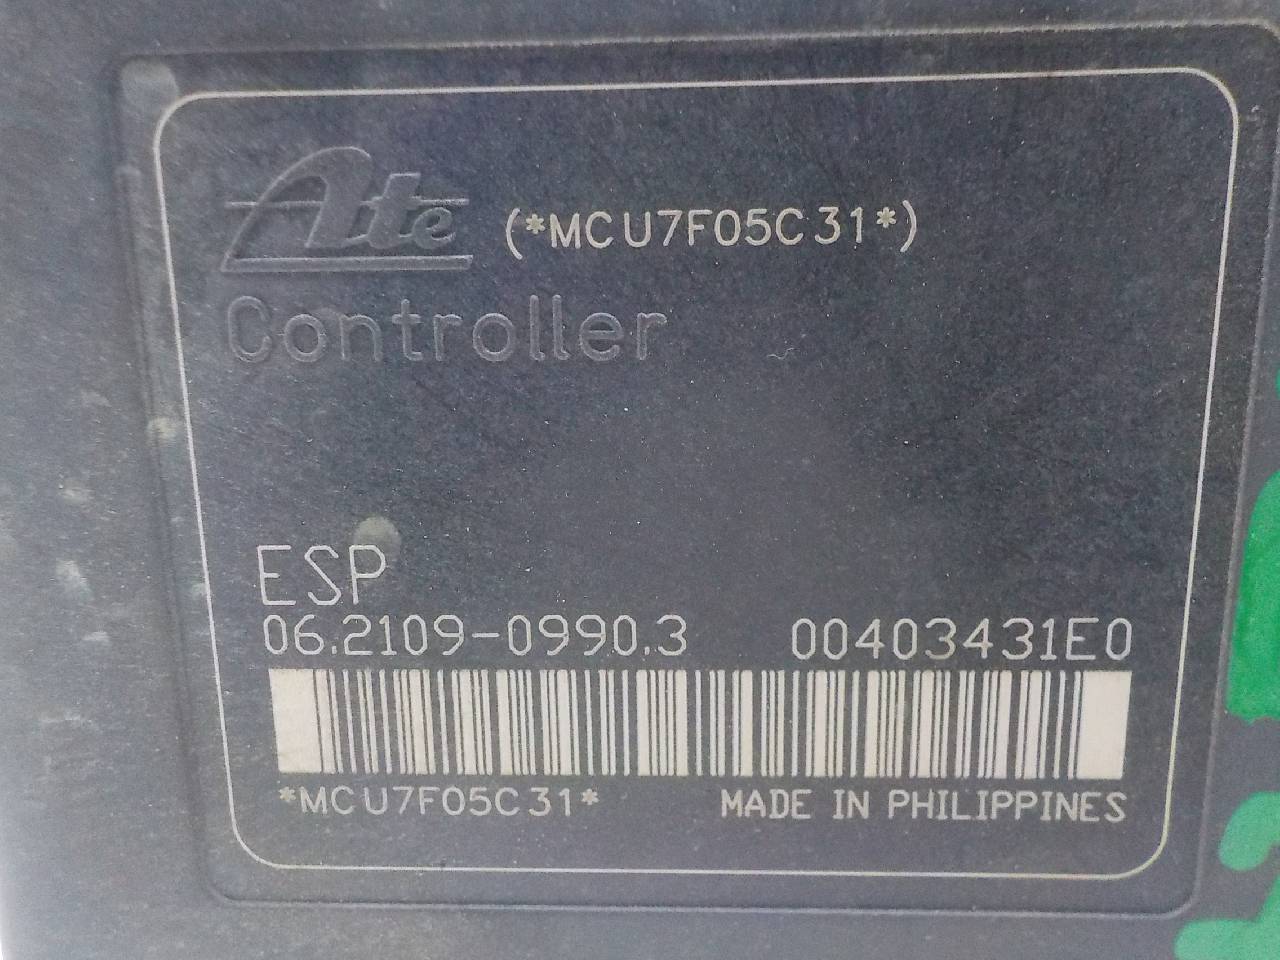 Ate (*MCU7F05C31*)
Controller
ESP
06.2109-0990.3 00403431E0
*MCU7F05C31* MADE IN PHILIPPINES